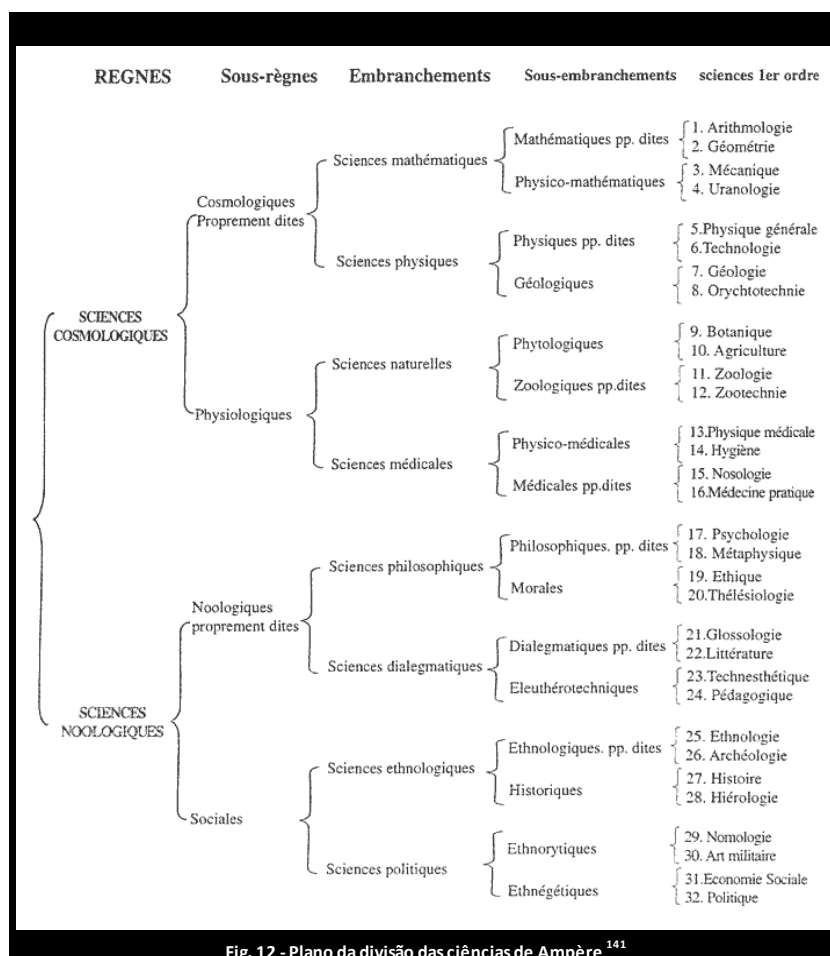 REGNES Sous-règnes Embranchements Sous-embranchements sciences 1er ordre
SCIENCES
COSMOLOGIQUES
Cosmologiques
Proprement dites
Sciences mathématiques
Mathématiques pp. dites
1. Arithmologie
2. Géométrie
Physico-mathématiques
3. Mécanique
4. Uranologie
Sciences physiques
Physiques pp. dites
5.Physique générale
6.Technologie
Géologiques
7. Géologie
8. Orychtotechnie
Physiologiques
Sciences naturelles
Phytologiques
9. Botanique
10. Agriculture
Zoologiques pp.dites
11. Zoologie
12. Zootechnie
Sciences médicales
Physico-médicales
13.Physique médicale
14. Hygiène
Médicales pp.dites
15. Nosologie
16.Médecine pratique
SCIENCES
NOOLOGIQUES
Noologiques
proprement dites
Sciences philosophiques
Philosophiques. pp. dites
17. Psychologie
18. Métaphysique
Morales
19. Ethique
20.Thélésiologie
Sciences dialegmatiques
Dialegmatiques pp. dites
21.Glossologie
22.Littérature
Eleuthérotechniques
23.Technesthétique
24. Pédagogique
Sociales
Sciences ethnologiques
Ethnologiques. pp. dites
25. Ethnologie
26. Archéologie
Historiques
27. Histoire
28. Hiérologie
Sciences politiques
Ethnorytiques
29. Nomologie
30. Art militaire
Ethnégétiques
31.Economie Sociale
32. Politique
Fig. 12 - Plano da divisão das ciências de Ampère 141